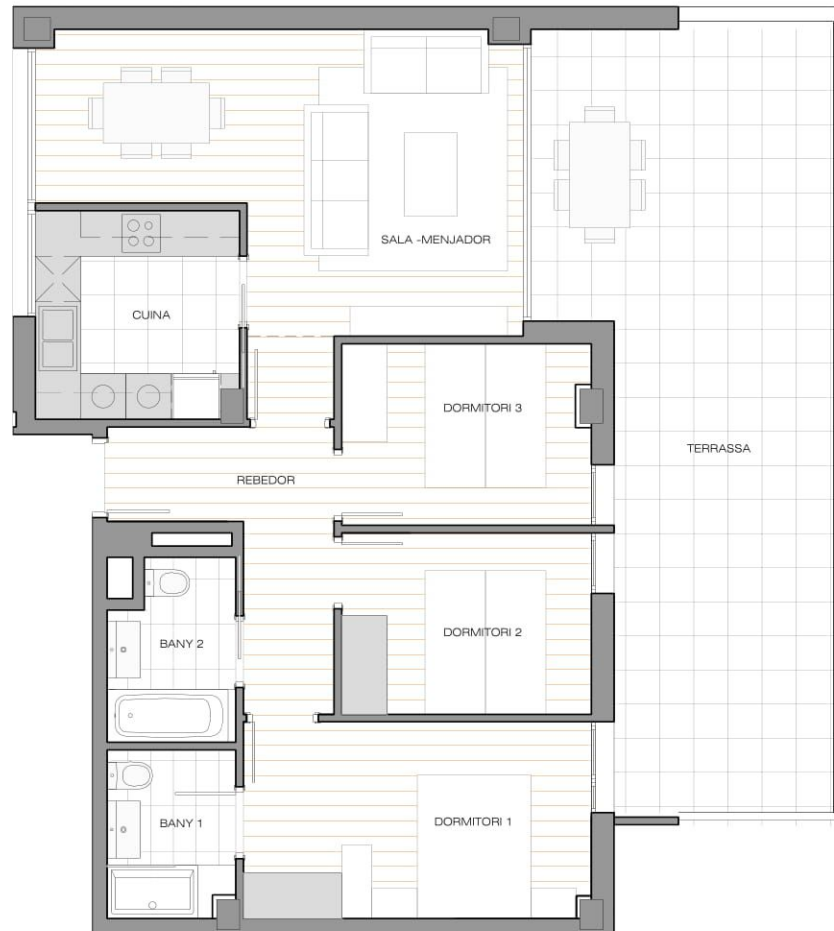 SALA -MENJADOR
CUINA
DORMITORI 3
TERRASSA
REBEDOR
DORMITORI 2
BANY 2
DORMITORI 1
BANY 1